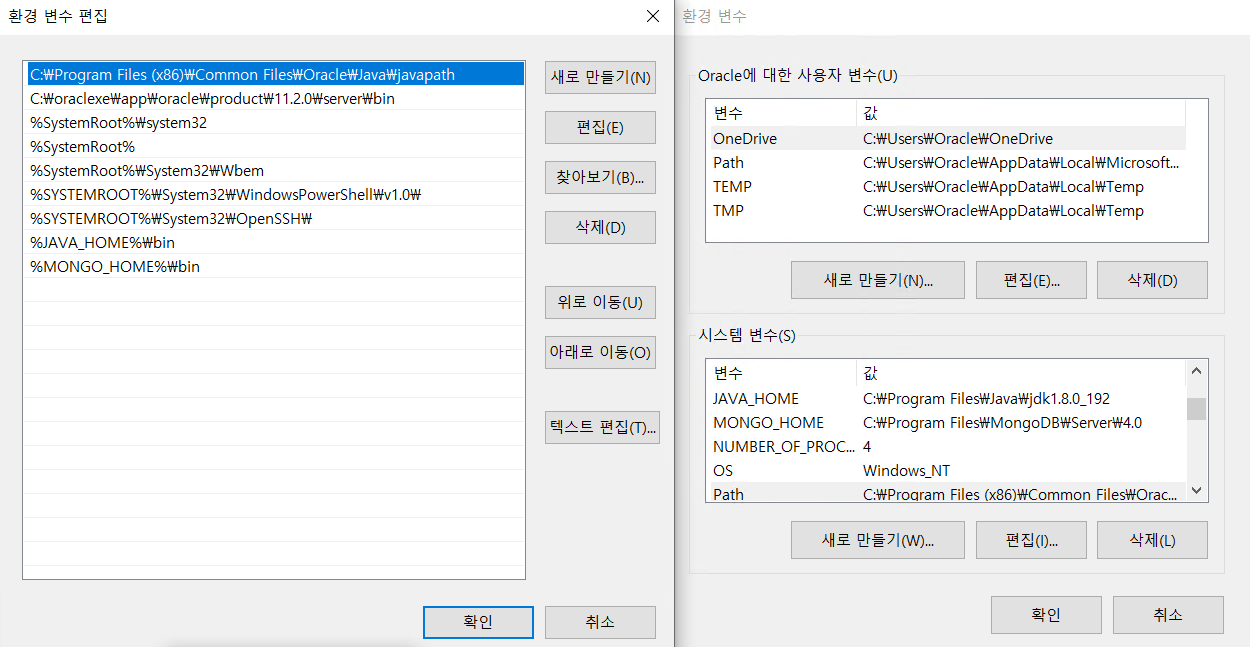 환경 변수 편집
C:₩Program Files (x86)₩Common Files₩Oracle₩Java₩javapath
C:₩oraclexe₩app₩oracle₩product₩11.2.0₩server₩bin
%SystemRoot%₩system32
%SystemRoot%
%SystemRoot%₩System32₩Wbem
%SYSTEMROOT%₩System32₩WindowsPowerShell₩v1.0₩
%SYSTEMROOT%₩System32₩OpenSSH₩
%JAVA_HOME%₩bin
%MONGO_HOME%₩bin
새로 만들기(N)
편집(E)
찾아보기(B)...
삭제(D)
위로 이동(U)
아래로 이동(O)
텍스트 편집(T)...
확인 취소
환경 변수
Oracle에 대한 사용자 변수(U)
변수 값
OneDrive C:₩Users₩Oracle₩OneDrive
Path C:₩Users₩Oracle₩AppData₩Local₩Microsoft...
TEMP C:₩Users₩Oracle₩AppData₩Local₩Temp
TMP C:₩Users₩Oracle₩AppData₩Local₩Temp
새로 만들기(N)... 편집(E)... 삭제(D)
시스템 변수(S)
변수 값
JAVA_HOME C:₩Program Files₩Java₩jdk1.8.0_192
MONGO_HOME C:₩Program Files₩MongoDB₩Server₩4.0
NUMBER_OF_PROC... 4
OS Windows_NT
Path C:₩Program Files (x86)₩Common Files₩Orac...
새로 만들기(W)... 편집(I)... 삭제(L)
확인 취소